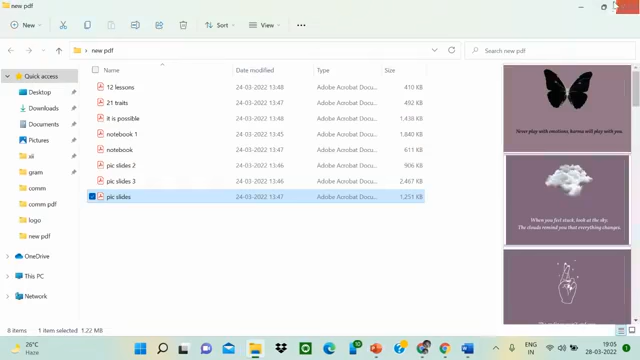 new pdf
New
Sort
View
new pdf
Search new pdf
Name
Date modified
Type
Size
Quick access
Desktop
Downloads
Documents
Pictures
gram
comm
comm pdf
logo
new pdf
OneDrive
This PC
Network
12 lessons 24-03-2022 13:48 Adobe Acrobat Docu... 410 KB
21 traits 24-03-2022 13:47 Adobe Acrobat Docu... 492 KB
it is possible 24-03-2022 13:48 Adobe Acrobat Docu... 1,438 KB
notebook 1 24-03-2022 13:45 Adobe Acrobat Docu... 1,840 KB
notebook 24-03-2022 13:47 Adobe Acrobat Docu... 611 KB
pic slides 2 24-03-2022 13:46 Adobe Acrobat Docu... 906 KB
pic slides 3 24-03-2022 13:46 Adobe Acrobat Docu... 2,467 KB
pic slides 24-03-2022 13:47 Adobe Acrobat Docu... 1,251 KB
Never play with emotions, karma will play with you.
When you feel stuck, look at the sky.
The clouds remind you that everything changes.
8 items
1 item selected 1.22 MB
26°C
Haze
ENG
IN
19:05
28-03-2022